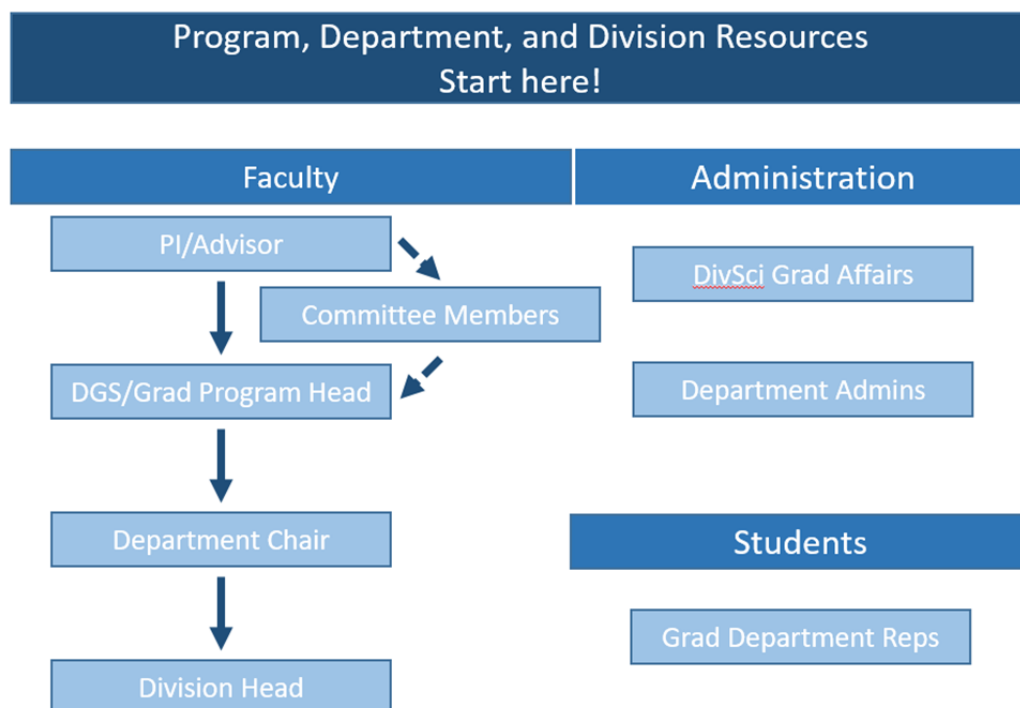 Program, Department, and Division Resources
Start here!
Faculty
PI/Advisor
Committee Members
DGS/Grad Program Head
Department Chair
Division Head
Administration
DivSci Grad Affairs
Department Admins
Students
Grad Department Reps